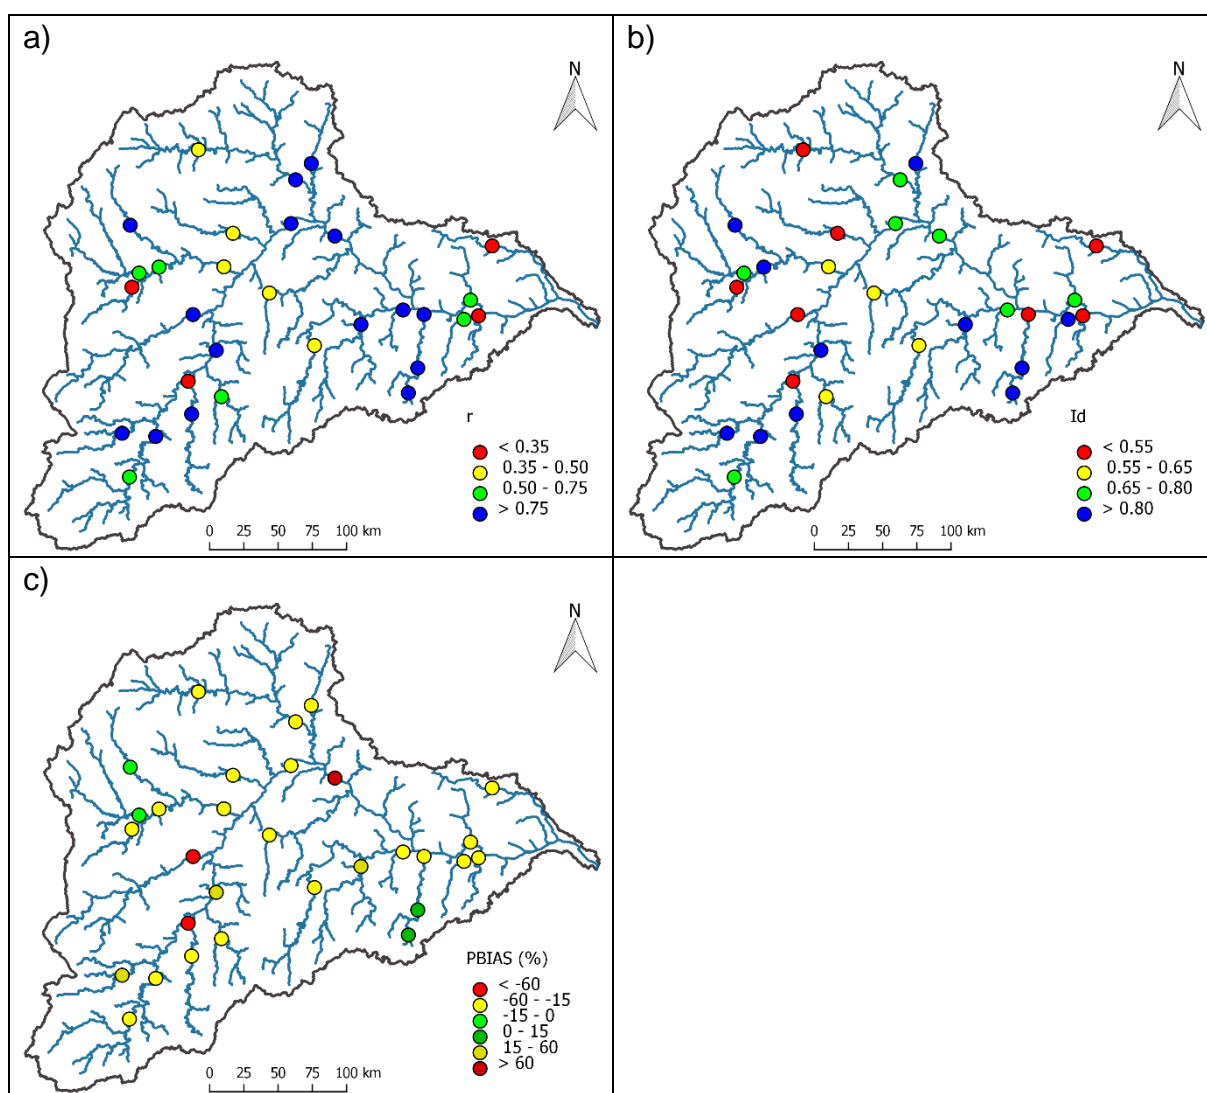 a)
N
r
< 0.35
0.35 - 0.50
0.50 - 0.75
> 0.75
0 25 50 75 100 km
b)
N
Id
< 0.55
0.55 - 0.65
0.65 - 0.80
> 0.80
0 25 50 75 100 km
c)
N
PBIAS (%)
< -60
-60 - -15
-15 - 0
0 - 15
15 - 60
> 60
0 25 50 75 100 km